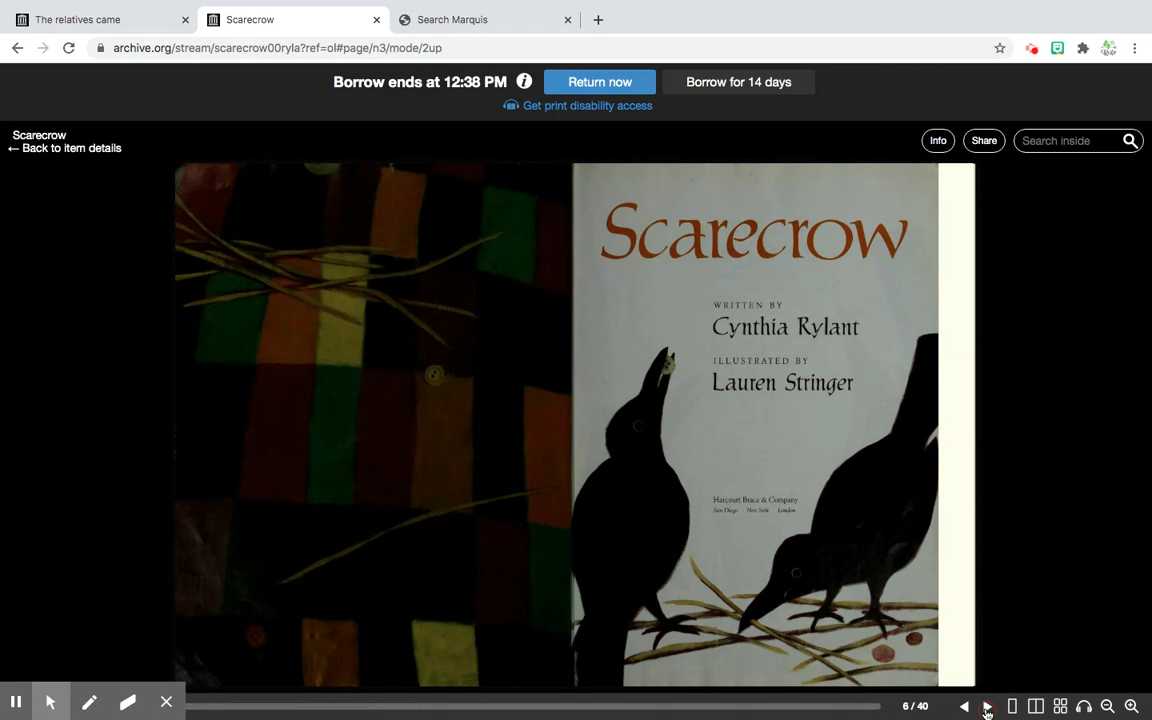 The relatives came
Scarecrow
Search Marquis
archive.org/stream/scarecrow00ryla?ref=ol#page/n3/mode/2up
Borrow ends at 12:38 PM
Return now
Borrow for 14 days
Get print disability access
Scarecrow
← Back to item details
Info
Share
Search inside
Scarecrow
WRITTEN BY
Cynthia Rylant
ILLUSTRATED BY
Lauren Stringer
Harcourt Brace & Company
San Diego New York London
6 / 40